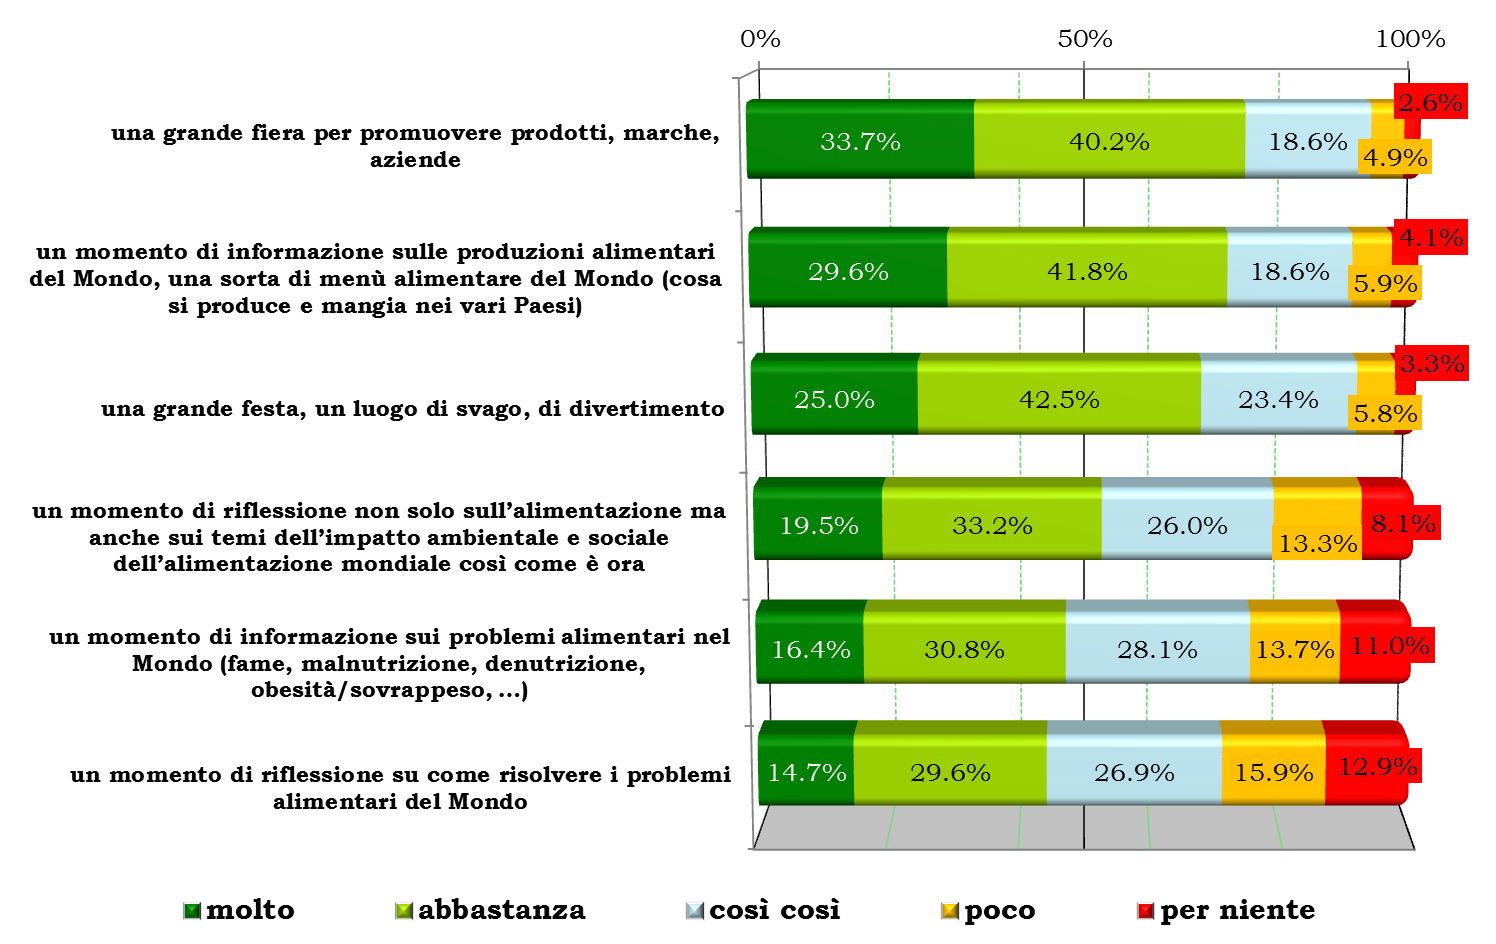 0% 50% 100%
una grande fiera per promuovere prodotti, marche,
aziende
33.7% 40.2% 18.6% 4.9% 2.6%
un momento di informazione sulle produzioni alimentari
del Mondo, una sorta di menù alimentare del Mondo (cosa
si produce e mangia nei vari Paesi)
29.6% 41.8% 18.6% 5.9% 4.1%
una grande festa, un luogo di svago, di divertimento
25.0% 42.5% 23.4% 5.8% 3.3%
un momento di riflessione non solo sull’alimentazione ma
anche sui temi dell’impatto ambientale e sociale
dell’alimentazione mondiale così come è ora
19.5% 33.2% 26.0% 13.3% 8.1%
un momento di informazione sui problemi alimentari nel
Mondo (fame, malnutrizione, denutrizione,
obesità/sovrappeso, …)
16.4% 30.8% 28.1% 13.7% 11.0%
un momento di riflessione su come risolvere i problemi
alimentari del Mondo
14.7% 29.6% 26.9% 15.9% 12.9%
molto abbastanza così così poco per niente